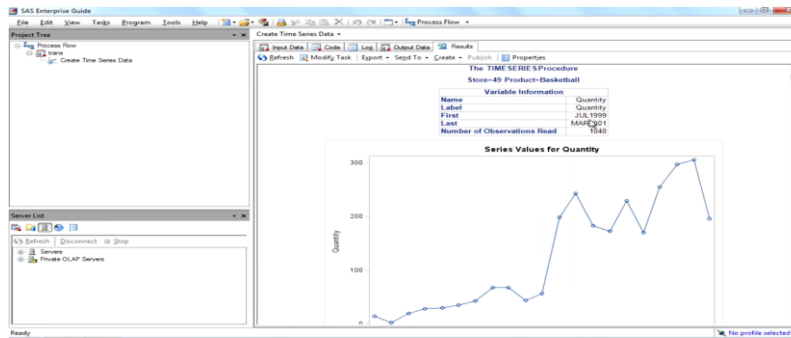 SAS Enterprise Guide
File Edit View Tasks Program Tools Help Process Flow
Project Tree
Process Flow
trans
Create Time Series Data
Create Time Series Data
Input Data Code Log Output Data Results
Refresh Modify Task Export Send To Create Publish Properties
The TIMESERIES Procedure
Store=49 Product=Basketball
Variable Information
Name Quantity
Label Quantity
First JUL1999
Last
Number of Observations Read 1040
Series Values for Quantity
300
200
100
0
Quantity
Server List
Refresh Disconnect Stop
Servers
Private OLAP Servers
Ready
No profile selected